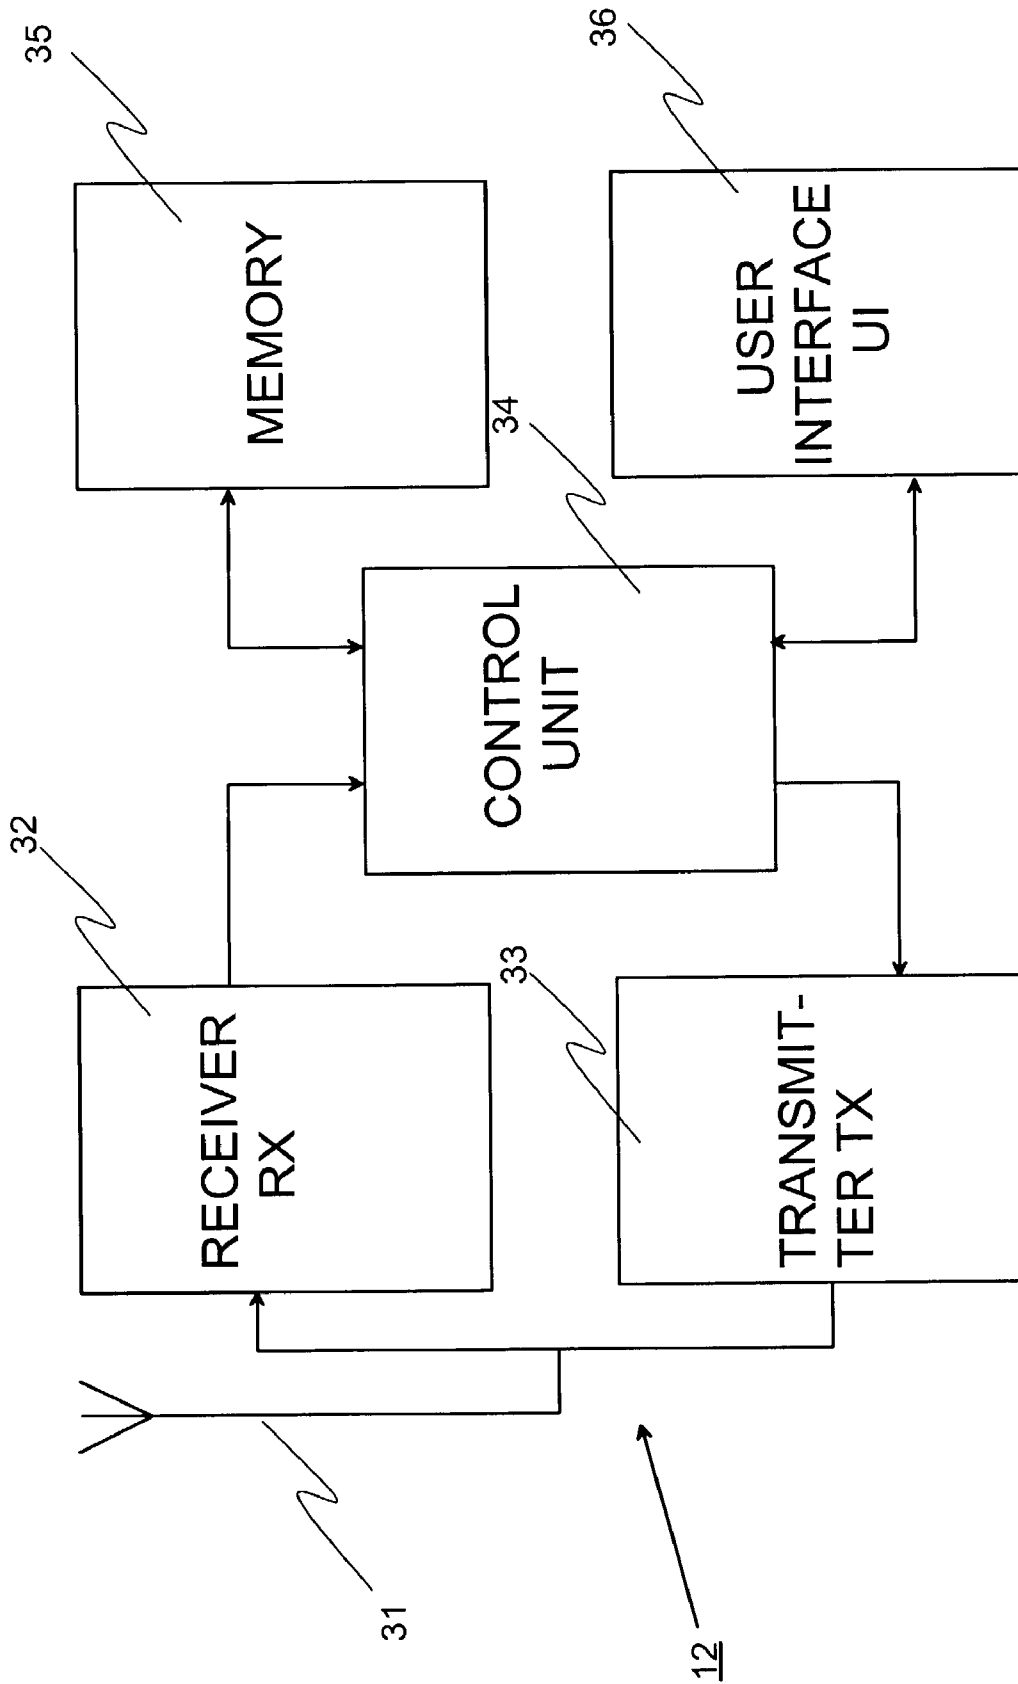 31
12
32
RECEIVER
RX
33
TRANSMIT-
TER TX
34
CONTROL
UNIT
35
MEMORY
36
USER
INTERFACE
UI